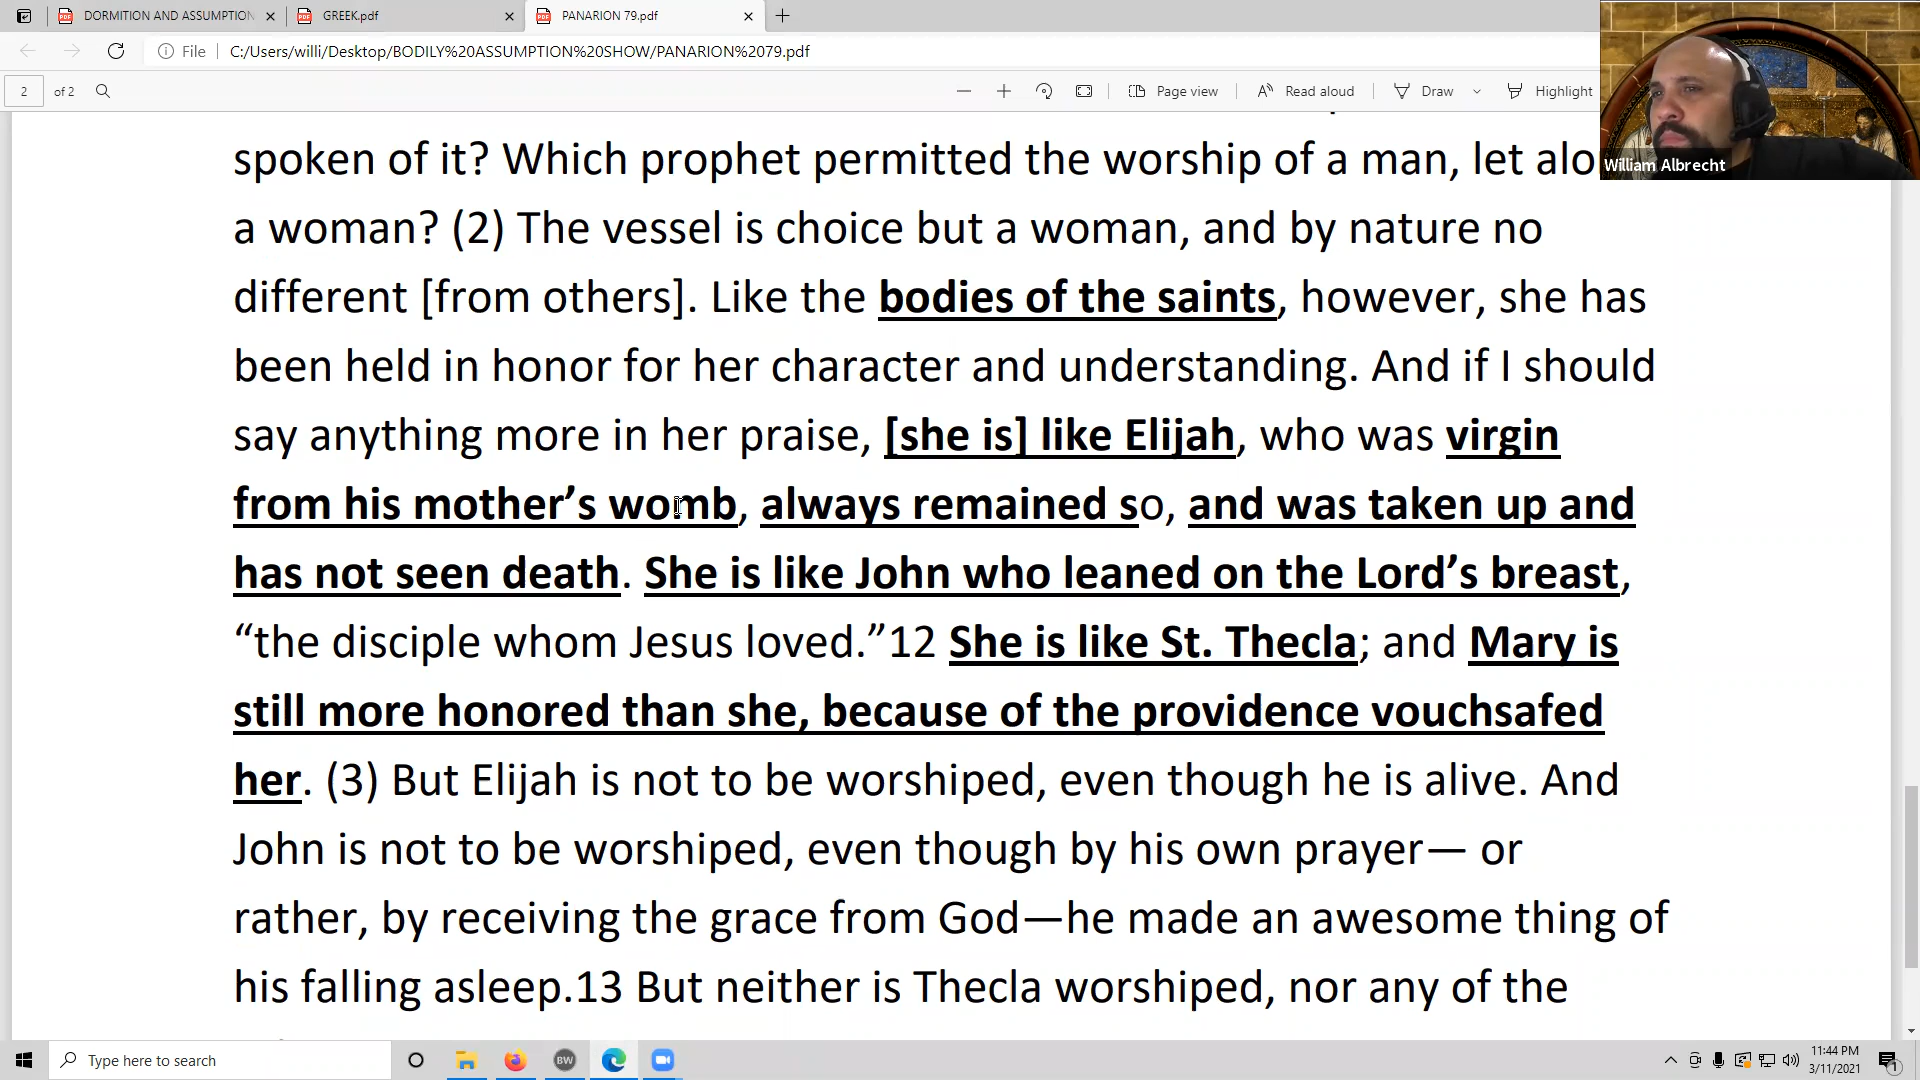 DORMITION AND ASSUMPTION
GREEK.pdf
PANARION 79.pdf
File
C:/Users/willi/Desktop/BODILY%20ASSUMPTION%20SHOW/PANARION%2079.pdf
2 of 2
Page view
Read aloud
Draw
Highlight
William Albrecht
spoken of it? Which prophet permitted the worship of a man, let alo
a woman? (2) The vessel is choice but a woman, and by nature no
different [from others]. Like the bodies of the saints, however, she has
been held in honor for her character and understanding. And if I should
say anything more in her praise, [she is] like Elijah, who was virgin
from his mother’s womb, always remained so, and was taken up and
has not seen death. She is like John who leaned on the Lord’s breast,
“the disciple whom Jesus loved.”12 She is like St. Thecla; and Mary is
still more honored than she, because of the providence vouchsafed
her. (3) But Elijah is not to be worshiped, even though he is alive. And
John is not to be worshiped, even though by his own prayer— or
rather, by receiving the grace from God—he made an awesome thing of
his falling asleep.13 But neither is Thecla worshiped, nor any of the
Type here to search
BW
11:44 PM
3/11/2021
1